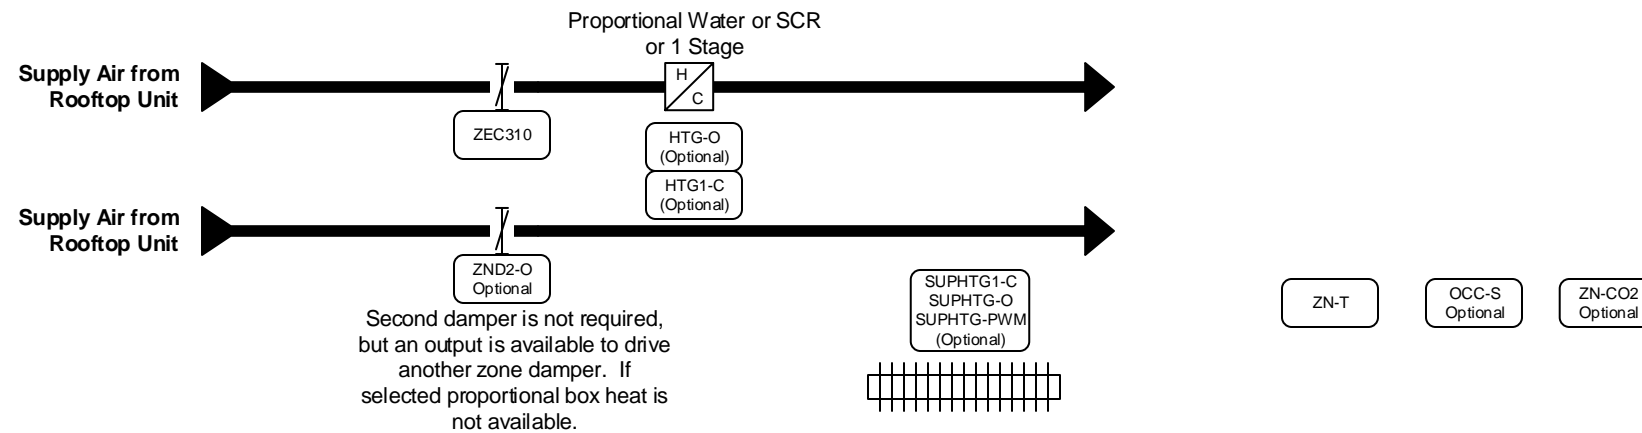 Proportional Water or SCR
or 1 Stage
Supply Air from
Rooftop Unit
H
C
ZEC310
HTG-O
(Optional)
HTG1-C
(Optional)
Supply Air from
Rooftop Unit
ZND2-O
Optional
Second damper is not required,
but an output is available to drive
another zone damper. If
selected proportional box heat is
not available.
SUPHTG1-C
SUPHTG-O
SUPHTG-PWM
(Optional)
ZN-T
OCC-S
Optional
ZN-CO2
Optional